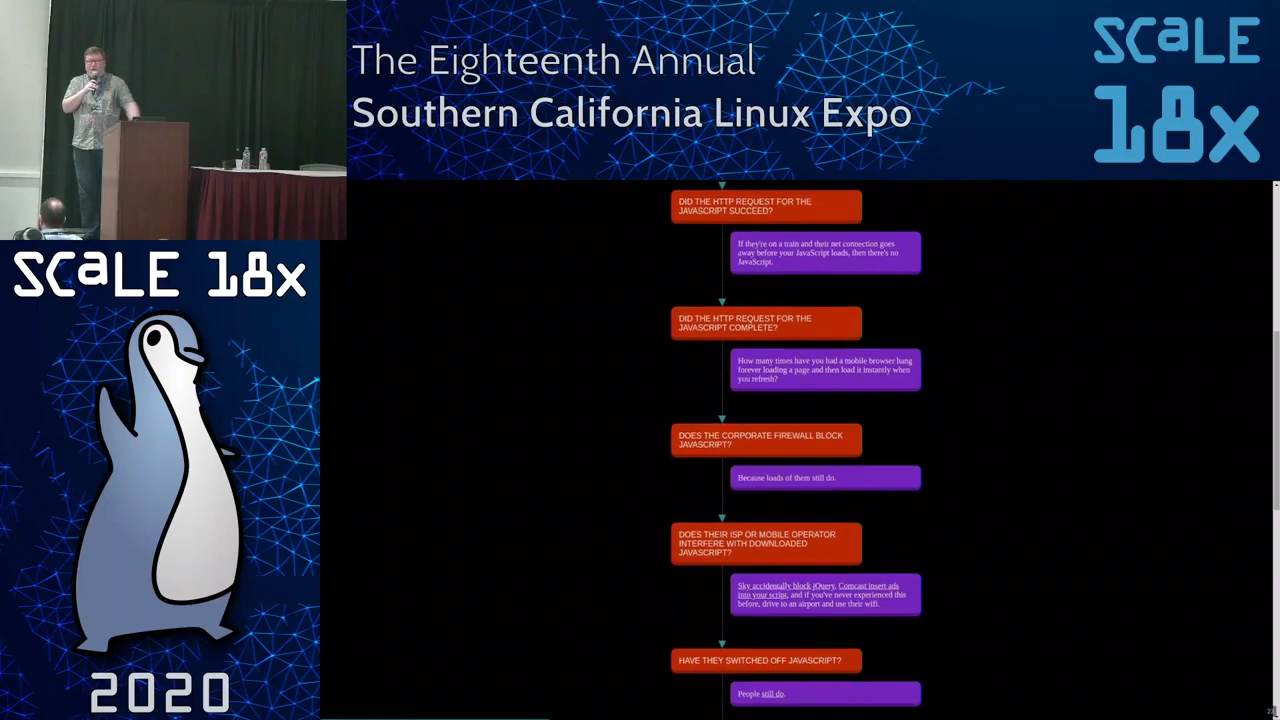 The Eighteenth Annual
Southern California Linux Expo
SCaLE
18x
SCaLE 18x
2020
DID THE HTTP REQUEST FOR THE
JAVASCRIPT SUCCEED?
If they're on a train and their net connection goes
away before your JavaScript loads, then there's no
JavaScript.
DID THE HTTP REQUEST FOR THE
JAVASCRIPT COMPLETE?
How many times have you had a mobile browser hang
forever loading a page and then load it instantly when
you refresh?
DOES THE CORPORATE FIREWALL BLOCK
JAVASCRIPT?
Because loads of them still do.
DOES THEIR ISP OR MOBILE OPERATOR
INTERFERE WITH DOWNLOADED
JAVASCRIPT?
Sky accidentally block jQuery, Comcast insert ads
into your script, and if you've never experienced this
before, drive to an airport and use their wifi.
HAVE THEY SWITCHED OFF JAVASCRIPT?
People still do.